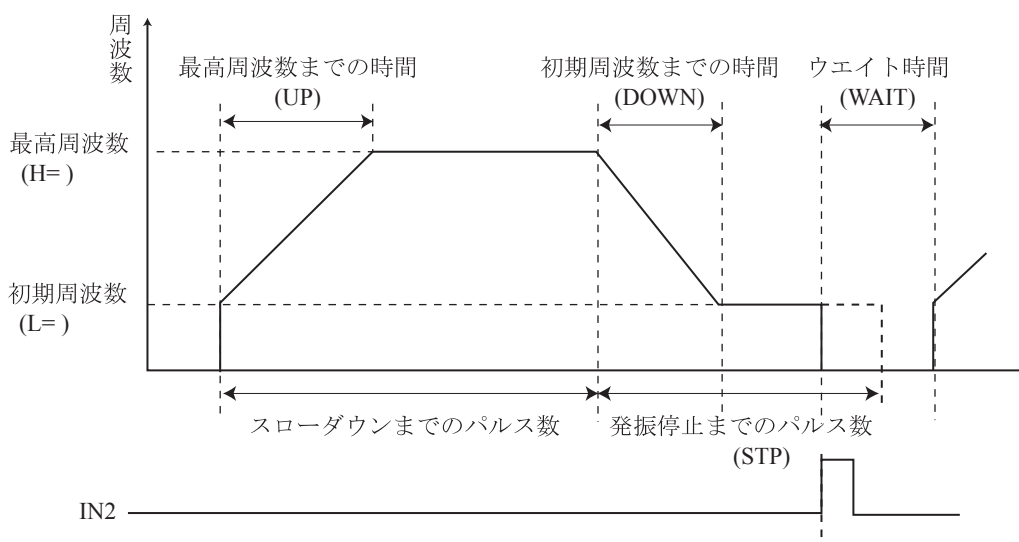 周
波
数
最高周波数までの時間
(UP)
初期周波数までの時間
(DOWN)
ウエイト時間
(WAIT)
最高周波数
(H= )
初期周波数
(L= )
スローダウンまでのパルス数
発振停止までのパルス数
(STP)
IN2